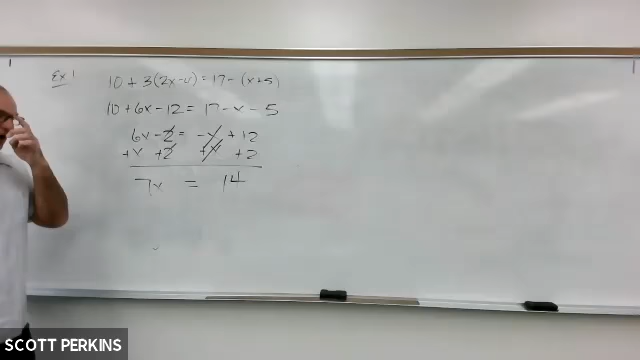 Ex 1
10 + 3(2x-4) = 17 - (x+5)
10 + 6x - 12 = 17 - x - 5
6x - 2 = -x + 12
+x +2 +x +2
7x = 14
SCOTT PERKINS